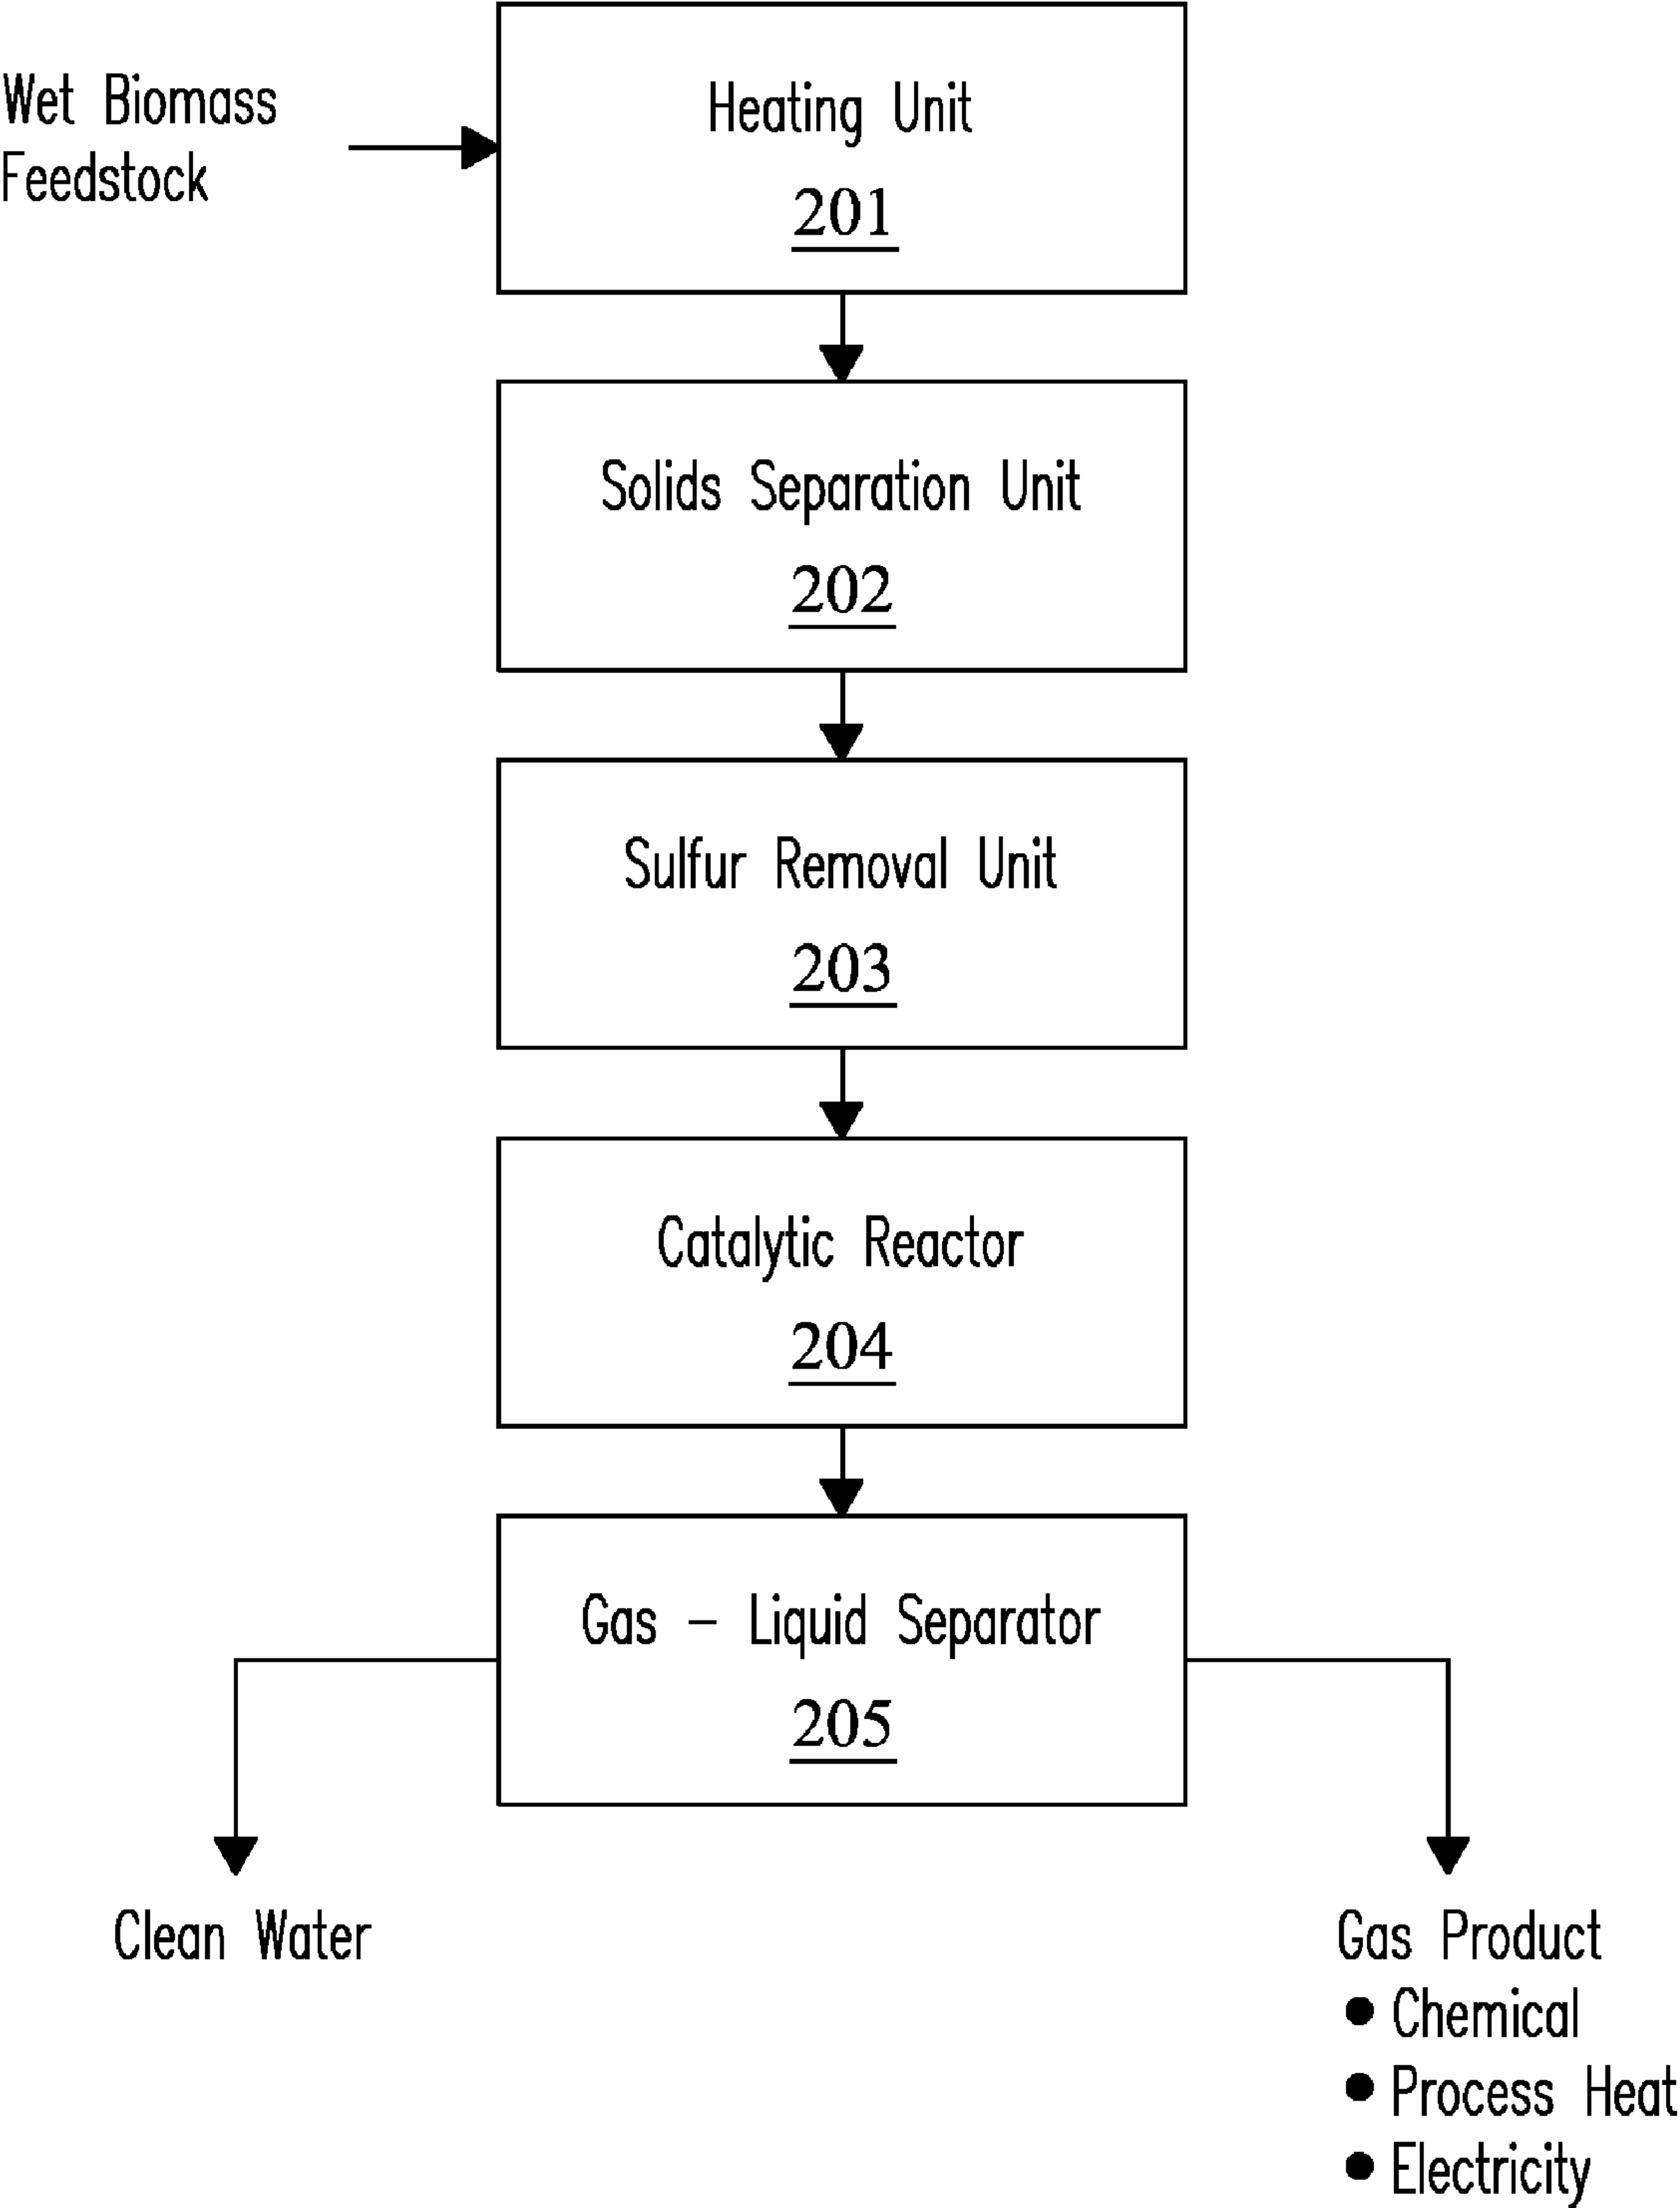 Wet Biomass
Feedstock
Heating Unit
201
Solids Separation Unit
202
Sulfur Removal Unit
203
Catalytic Reactor
204
Gas – Liquid Separator
205
Clean Water
Gas Product
● Chemical
● Process Heat
● Electricity